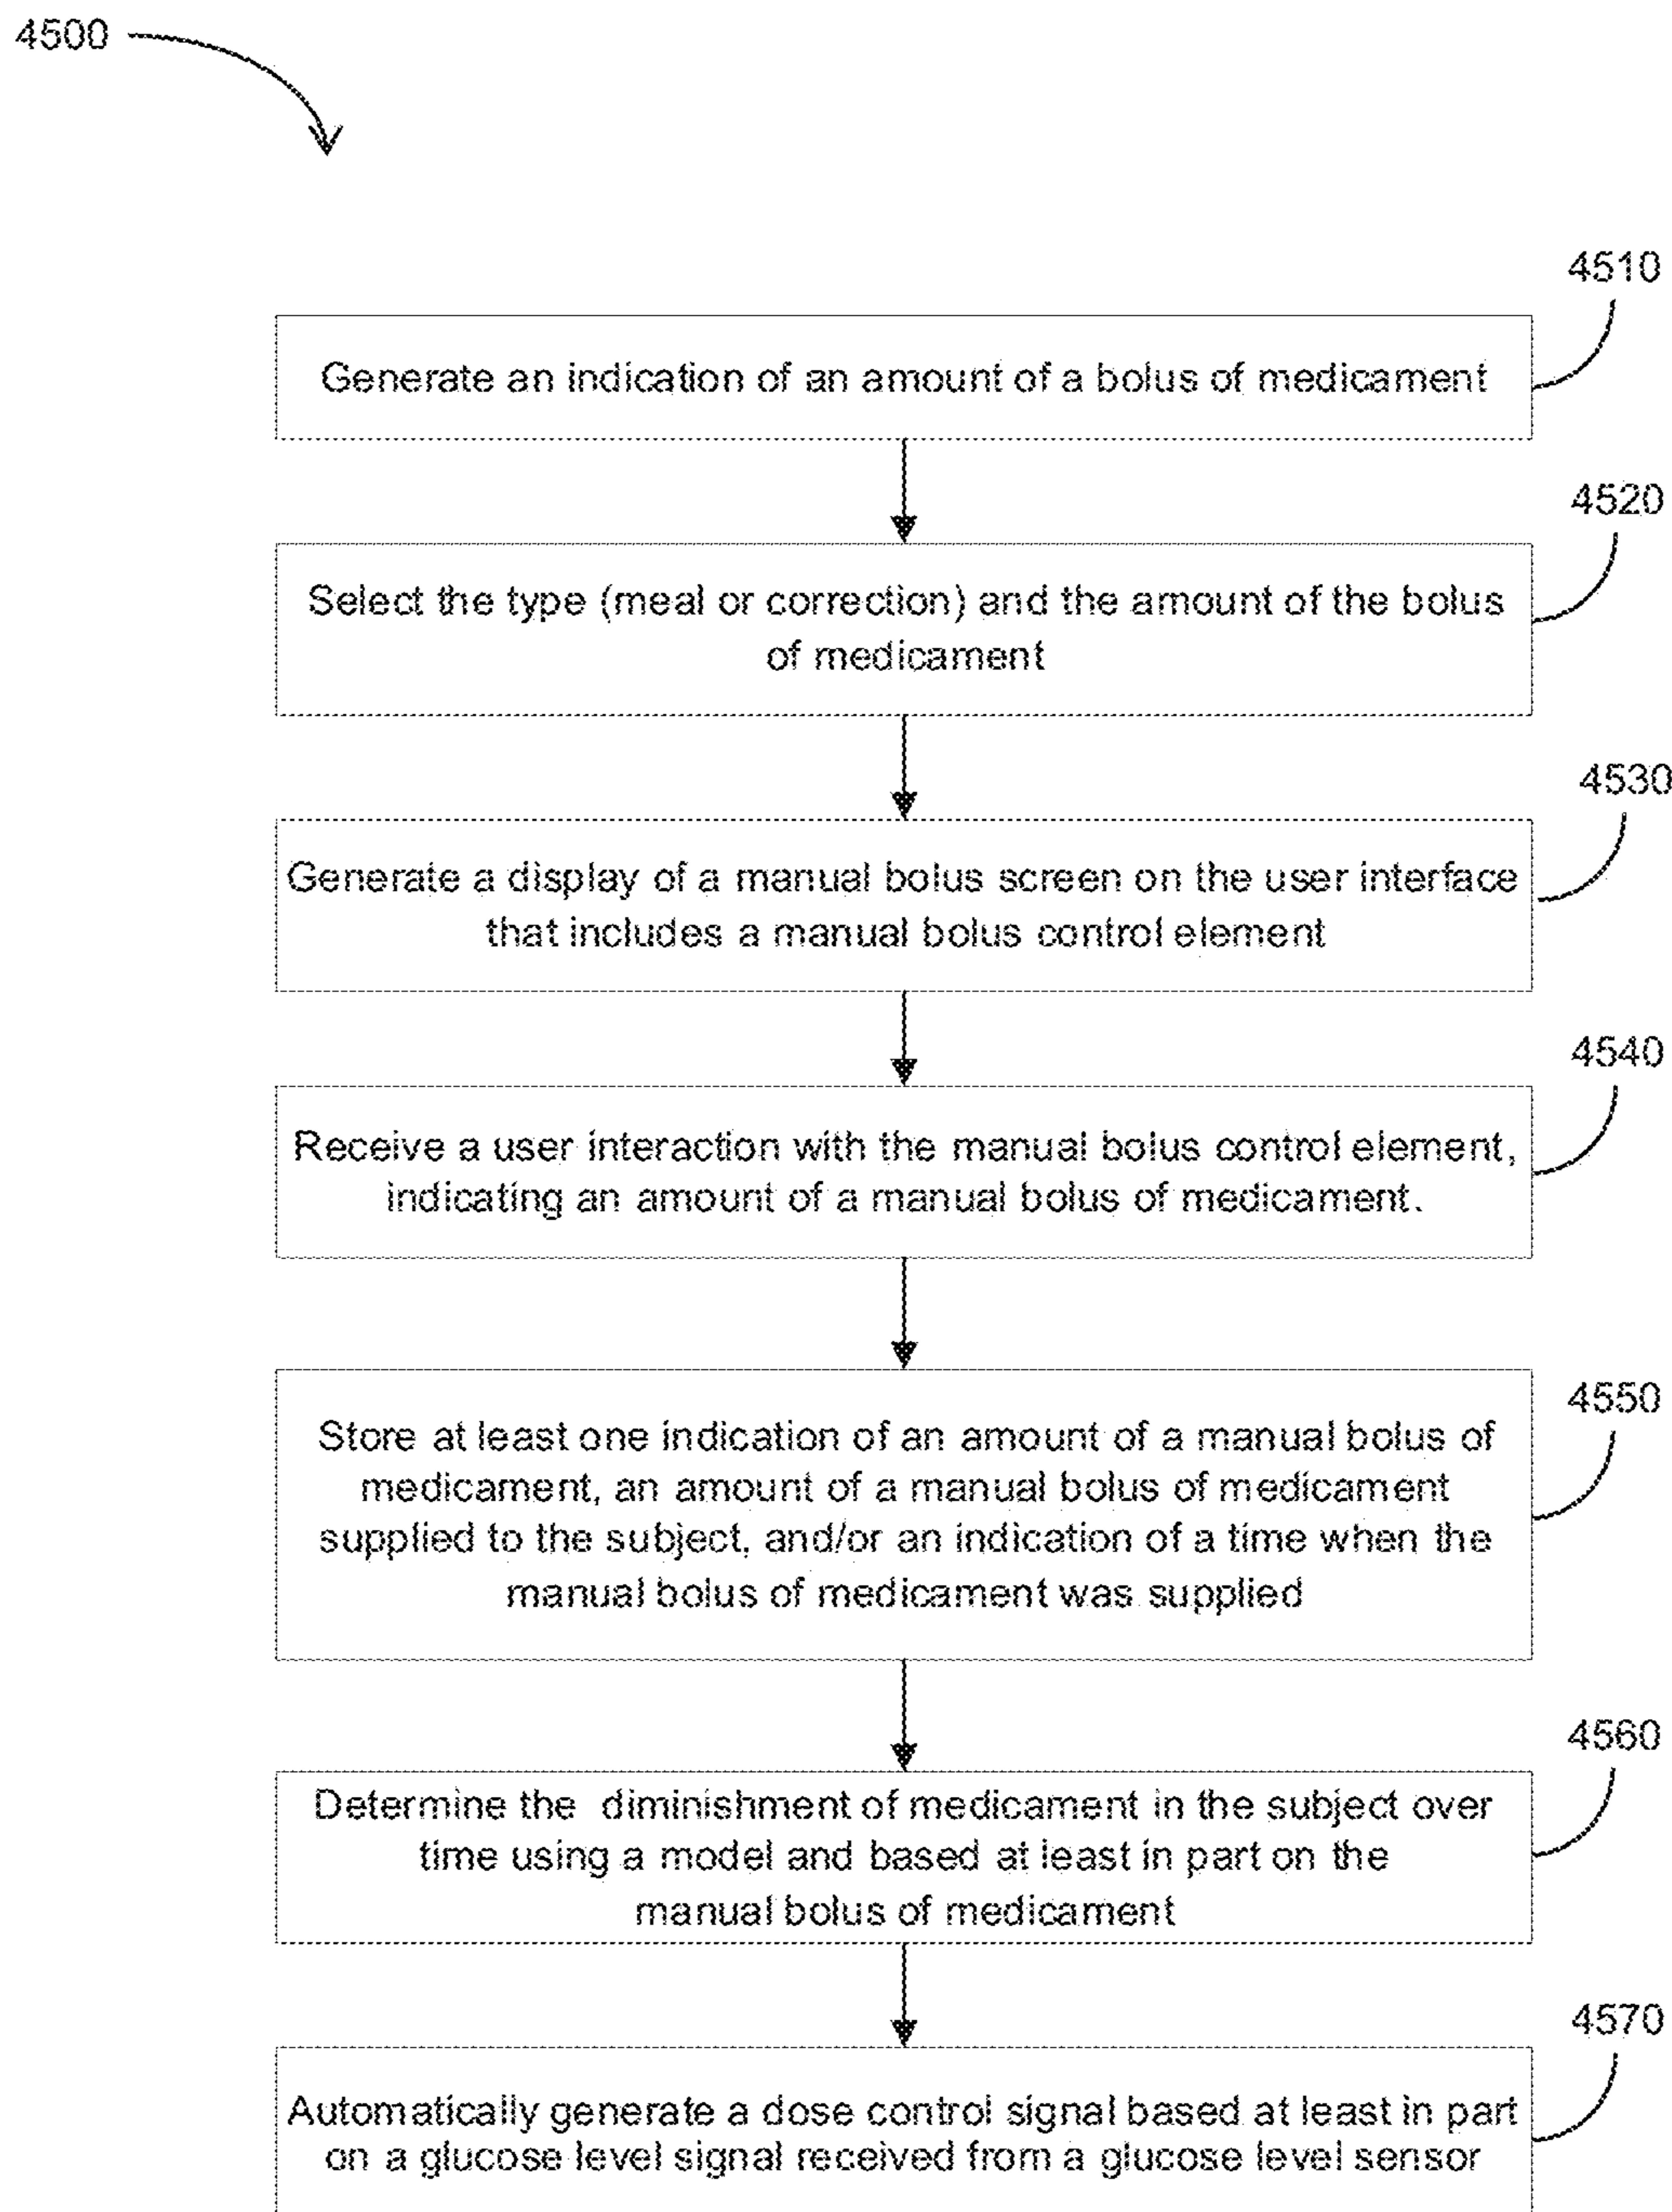 4500
4510
Generate an indication of an amount of a bolus of medicament
4520
Select the type (meal or correction) and the amount of the bolus
of medicament
4530
Generate a display of a manual bolus screen on the user interface
that includes a manual bolus control element
4540
Receive a user interaction with the manual bolus control element,
indicating an amount of a manual bolus of medicament.
4550
Store at least one indication of an amount of a manual bolus of
medicament, an amount of a manual bolus of medicament
supplied to the subject, and/or an indication of a time when the
manual bolus of medicament was supplied
4560
Determine the diminishment of medicament in the subject over
time using a model and based at least in part on the
manual bolus of medicament
4570
Automatically generate a dose control signal based at least in part
on a glucose level signal received from a glucose level sensor